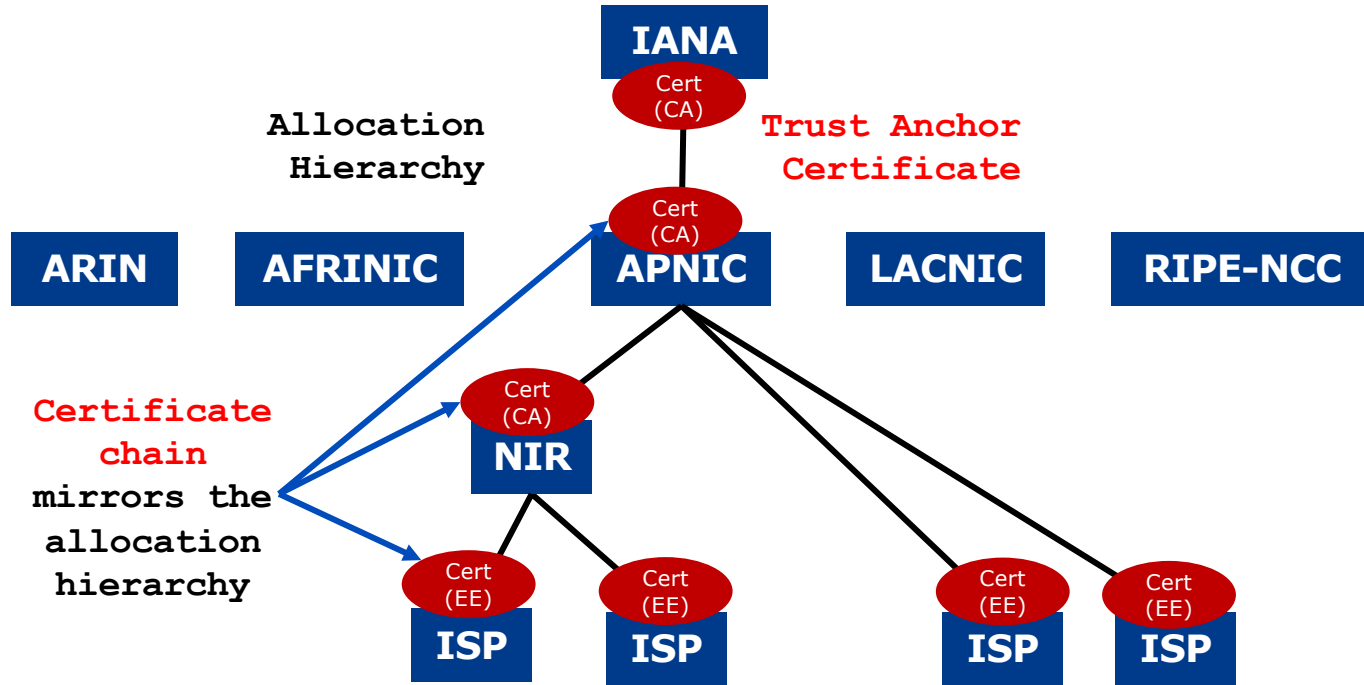 IANA
Cert
(CA)
Allocation
Hierarchy
Trust Anchor
Certificate
Cert
(CA)
ARIN
AFRINIC
APNIC
LACNIC
RIPE-NCC
Certificate
chain
mirrors the
allocation
hierarchy
Cert
(CA)
NIR
Cert
(EE)
ISP
Cert
(EE)
ISP
Cert
(EE)
ISP
Cert
(EE)
ISP